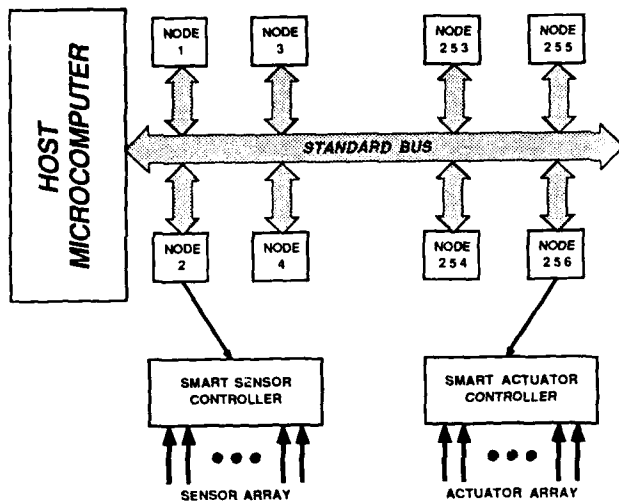 HOST
MICROCOMPUTER
NODE
1
NODE
3
NODE
253
NODE
255
STANDARD BUS
NODE
2
NODE
4
NODE
254
NODE
256
SMART SENSOR
CONTROLLER
SMART ACTUATOR
CONTROLLER
SENSOR ARRAY
ACTUATOR ARRAY